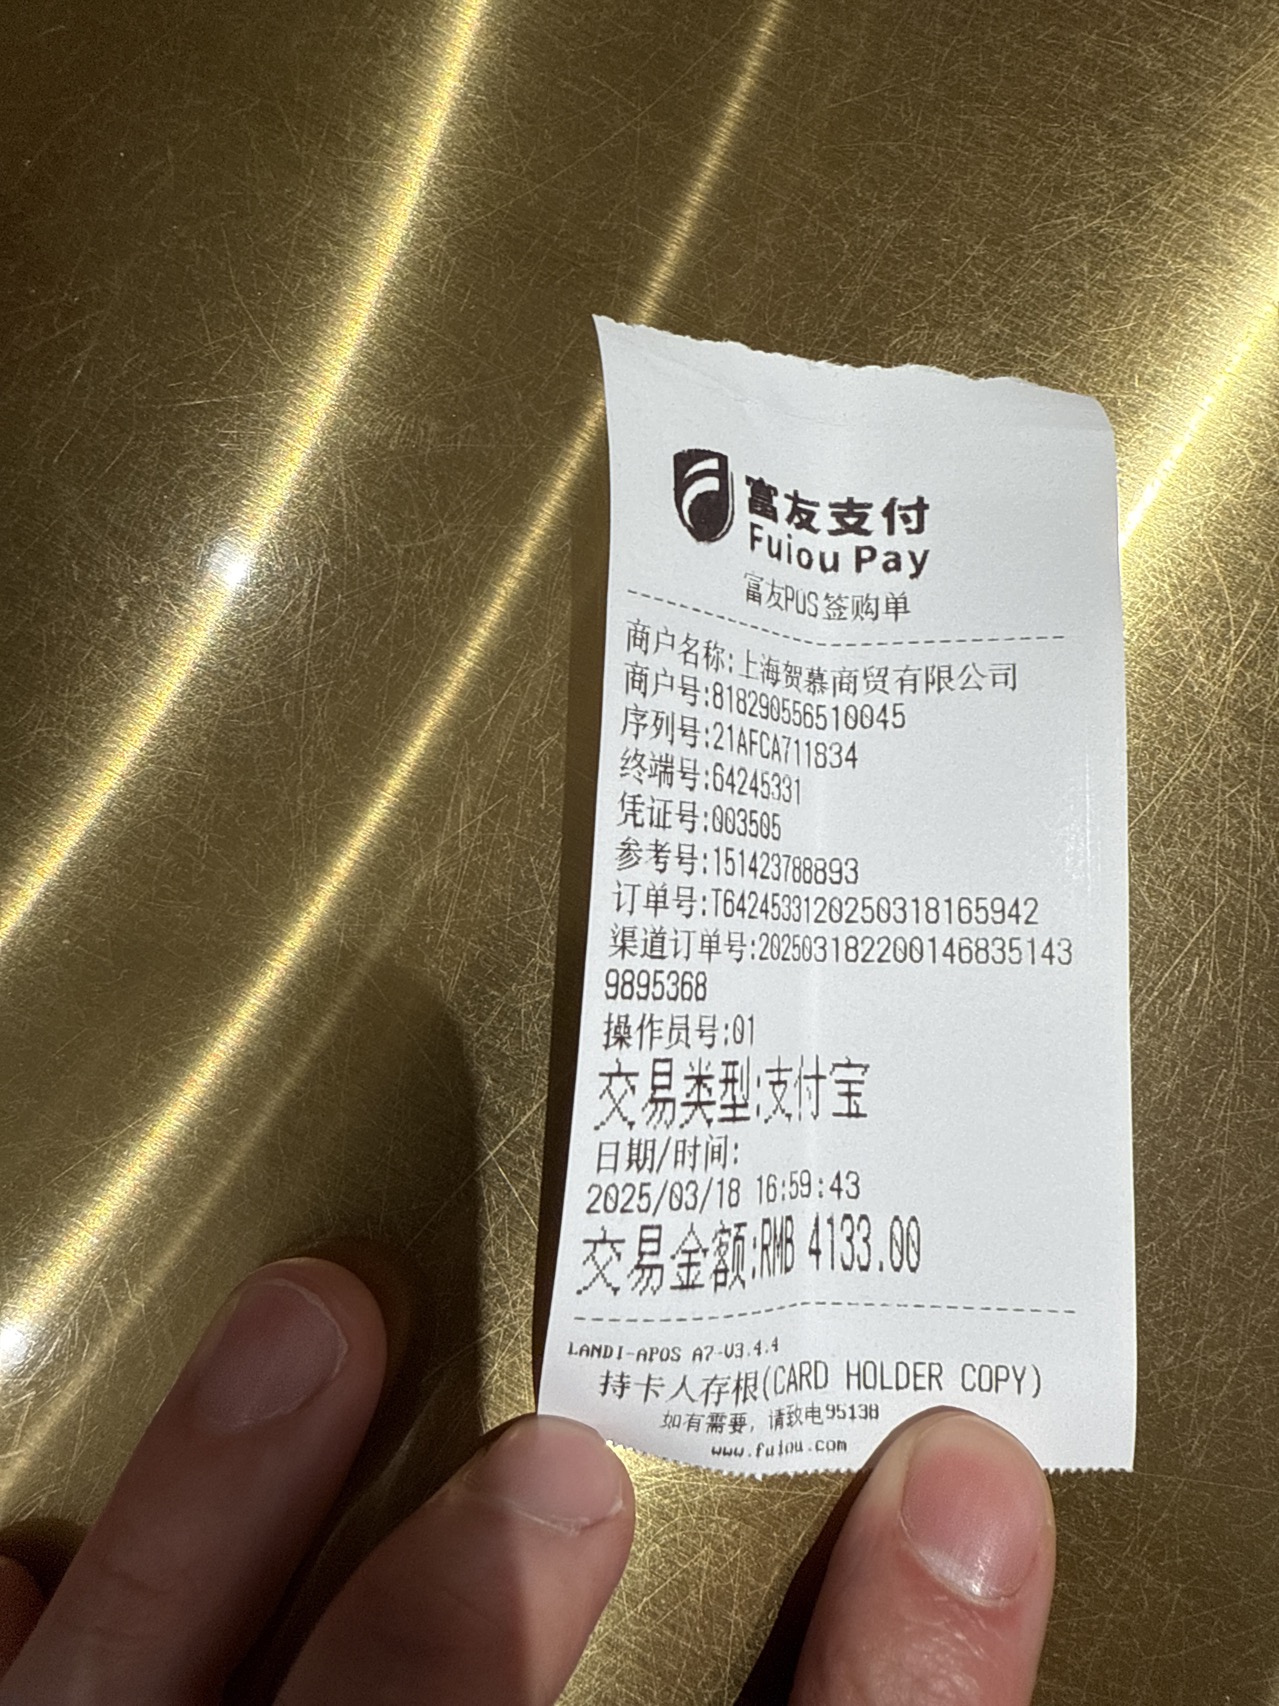 富友支付
Fuiou Pay
富友POS签购单
商户名称:上海贺慕商贸有限公司
商户号:818290556510045
序列号:21AFCA711834
终端号:64245331
凭证号:003505
参考号:151423788893
订单号:T6424533120250318165942
渠道订单号:202503182200146835143
9895368
操作员号:01
交易类型:支付宝
日期/时间:
2025/03/18 16:59:43
交易金额:RMB 4133.00
LANDI-APOS A7-V3.4.4
持卡人存根(CARD HOLDER COPY)
如有需要，请致电95138
www.fuiou.com